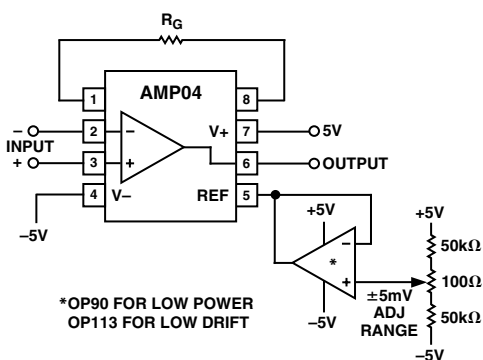 RG
AMP04
1
8
– 2 – V+ 7 5V
INPUT
+ 3 + 6 OUTPUT
4 V– REF 5
–5V
+5V
–
*
+
–5V
±5mV
ADJ
RANGE
+5V
50kΩ
100Ω
50kΩ
–5V
*OP90 FOR LOW POWER
OP113 FOR LOW DRIFT